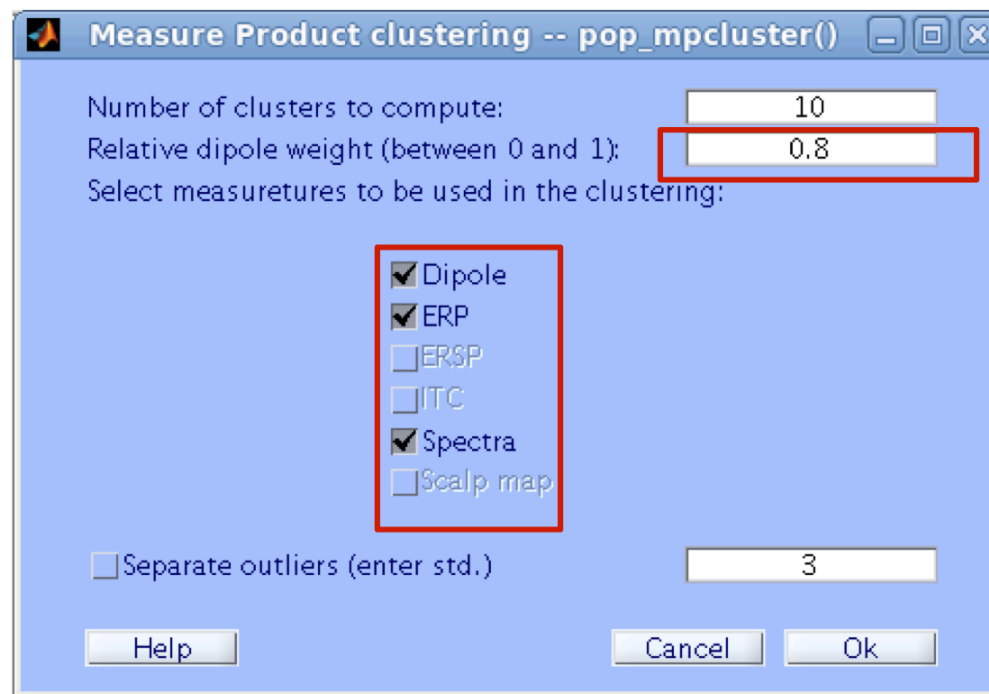 Measure Product clustering -- pop_mpcluster()
Number of clusters to compute: 10
Relative dipole weight (between 0 and 1): 0.8
Select measuretures to be used in the clustering:
Dipole
ERP
ERSP
ITC
Spectra
Scalp map
Separate outliers (enter std.) 3
Help Cancel Ok